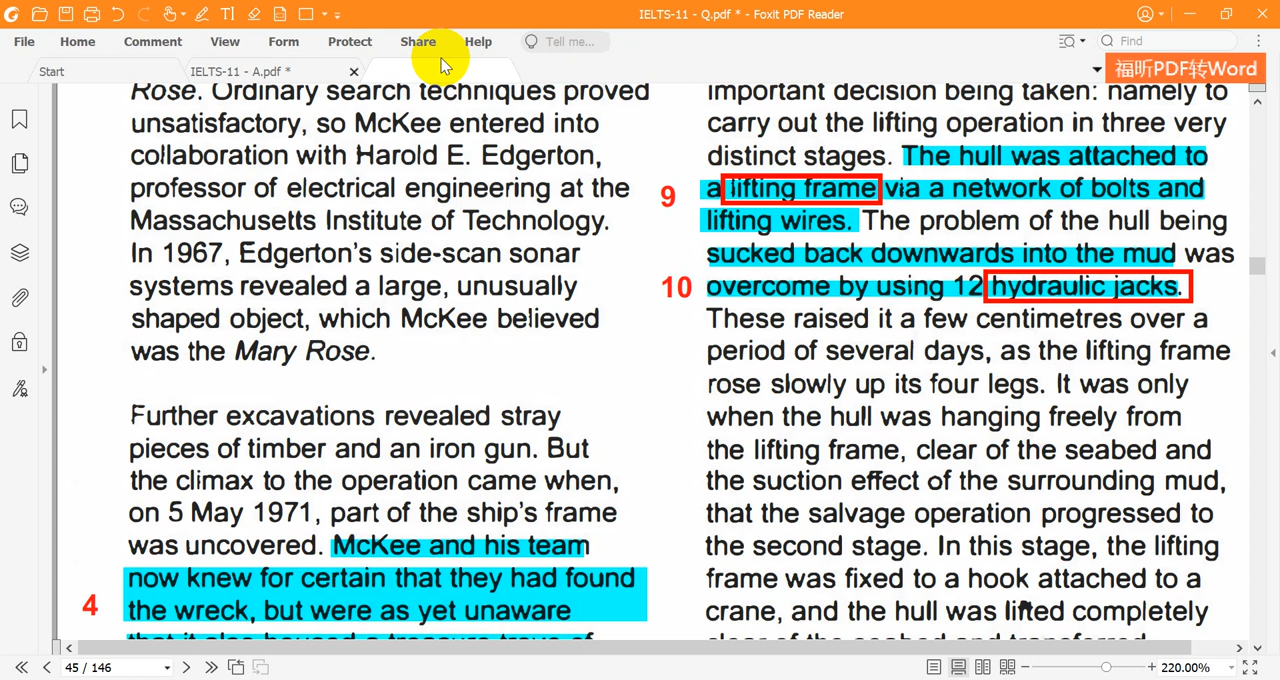 IELTS-11 - Q.pdf * - Foxit PDF Reader
File Home Comment View Form Protect Share Help Tell me... Find
Start IELTS-11 - A.pdf * 福昕PDF转Word
Rose. Ordinary search techniques proved
unsatisfactory, so McKee entered into
collaboration with Harold E. Edgerton,
professor of electrical engineering at the
Massachusetts Institute of Technology.
In 1967, Edgerton's side-scan sonar
systems revealed a large, unusually
shaped object, which McKee believed
was the Mary Rose.
Further excavations revealed stray
pieces of timber and an iron gun. But
the climax to the operation came when,
on 5 May 1971, part of the ship's frame
was uncovered. McKee and his team
now knew for certain that they had found
4 the wreck, but were as yet unaware
that it also housed a treasure trove of
important decision being taken: namely to
carry out the lifting operation in three very
distinct stages. The hull was attached to
9 a lifting frame via a network of bolts and
lifting wires. The problem of the hull being
sucked back downwards into the mud was
10 overcome by using 12 hydraulic jacks.
These raised it a few centimetres over a
period of several days, as the lifting frame
rose slowly up its four legs. It was only
when the hull was hanging freely from
the lifting frame, clear of the seabed and
the suction effect of the surrounding mud,
that the salvage operation progressed to
the second stage. In this stage, the lifting
frame was fixed to a hook attached to a
crane, and the hull was lifted completely
clear of the seabed and transferred
45 / 146 220.00%